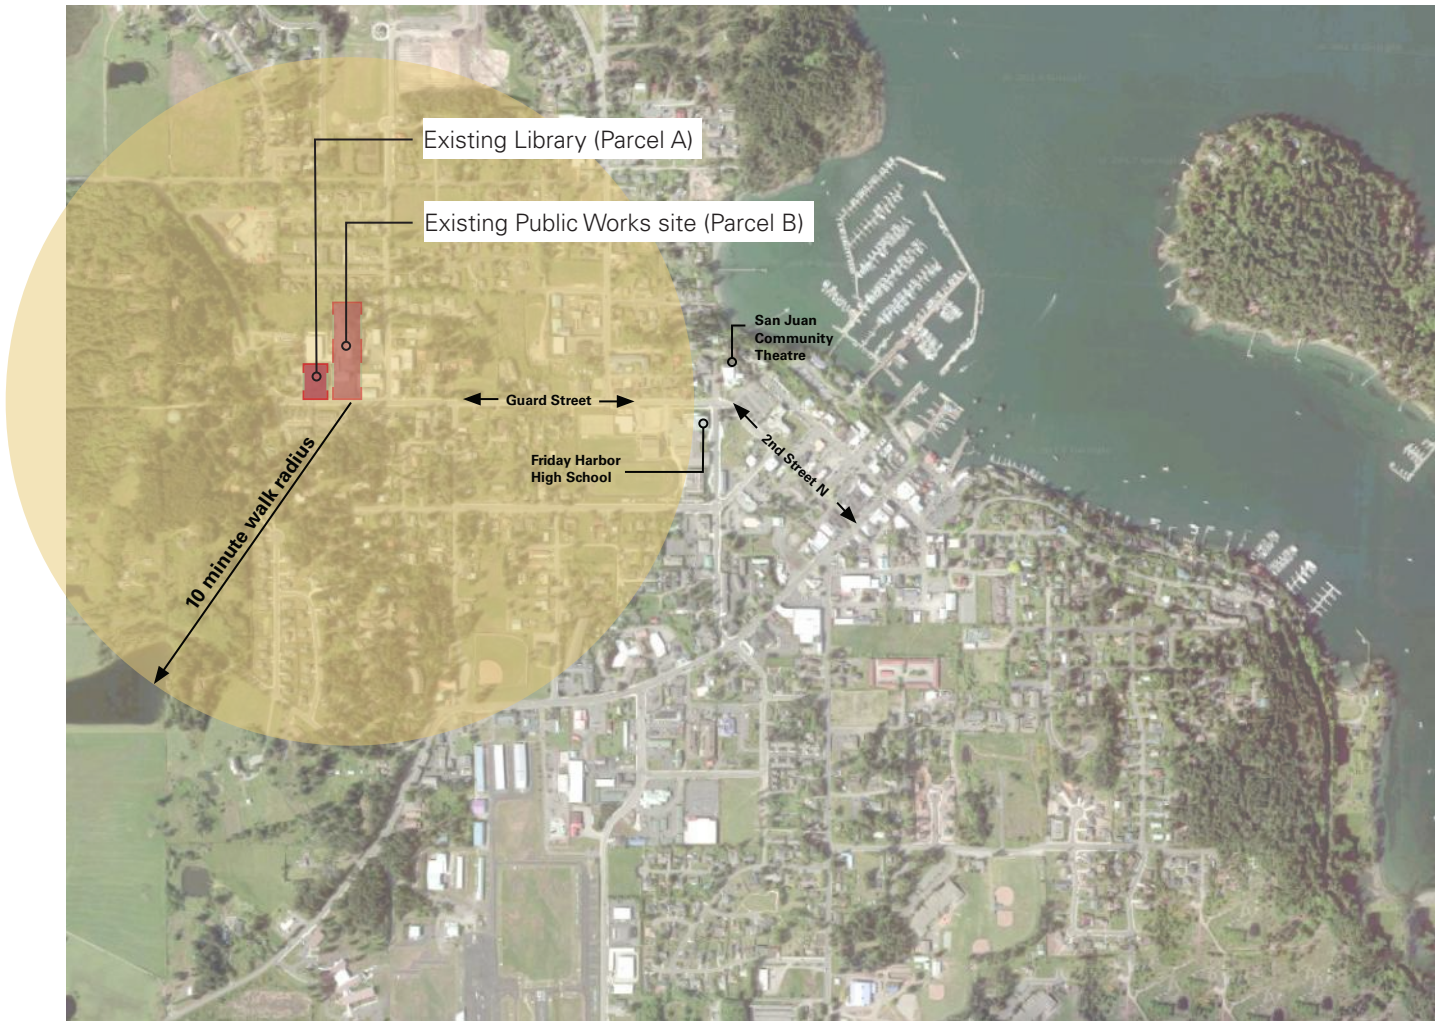 Existing Library (Parcel A)
Existing Public Works site (Parcel B)
San Juan
Community
Theatre
Guard Street
2nd Street N
Friday Harbor
High School
10 minute walk radius